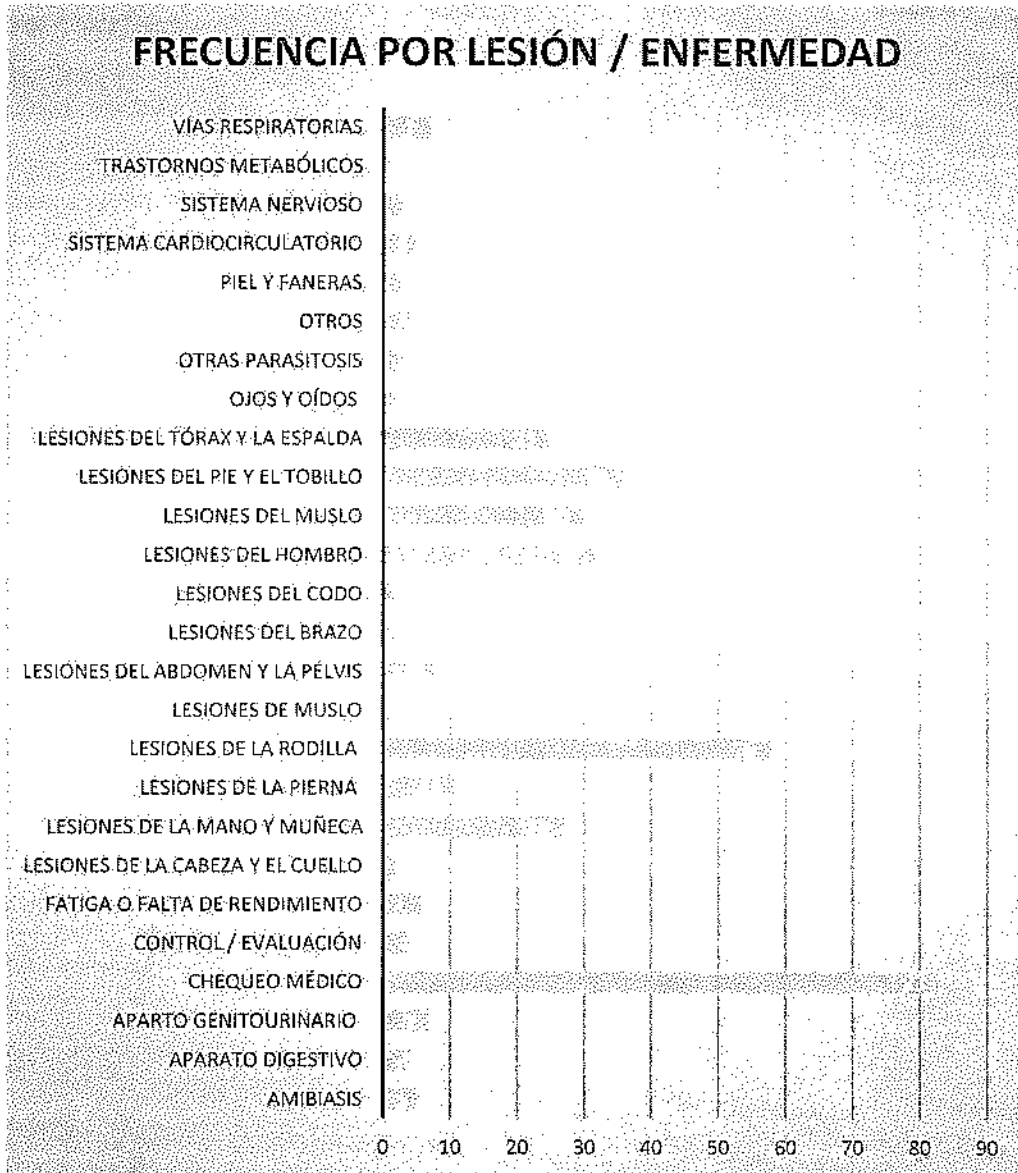 FRECUENCIA POR LESIÓN / ENFERMEDAD
VÍAS RESPIRATORIAS
TRASTORNOS METABÓLICOS
SISTEMA NERVIOSO
SISTEMA CARDIOCIRCULATORIO
PIEL Y FANERAS
OTROS
OTRAS PARASITOSIS
OJOS Y OÍDOS
LESIONES DEL TÓRAX Y LA ESPALDA
LESIONES DEL PIE Y EL TOBILLO
LESIONES DEL MUSLO
LESIONES DEL HOMBRO
LESIONES DEL CODO
LESIONES DEL BRAZO
LESIONES DEL ABDOMEN Y LA PÉLVIS
LESIONES DE MUSLO
LESIONES DE LA RODILLA
LESIONES DE LA PIERNA
LESIONES DE LA MANO Y MUÑECA
LESIONES DE LA CABEZA Y EL CUELLO
FATIGA O FALTA DE RENDIMIENTO
CONTROL / EVALUACIÓN
CHEQUEO MÉDICO
APARTO GENITOURINARIO
APARATO DIGESTIVO
AMIBIASIS
0 10 20 30 40 50 60 70 80 90